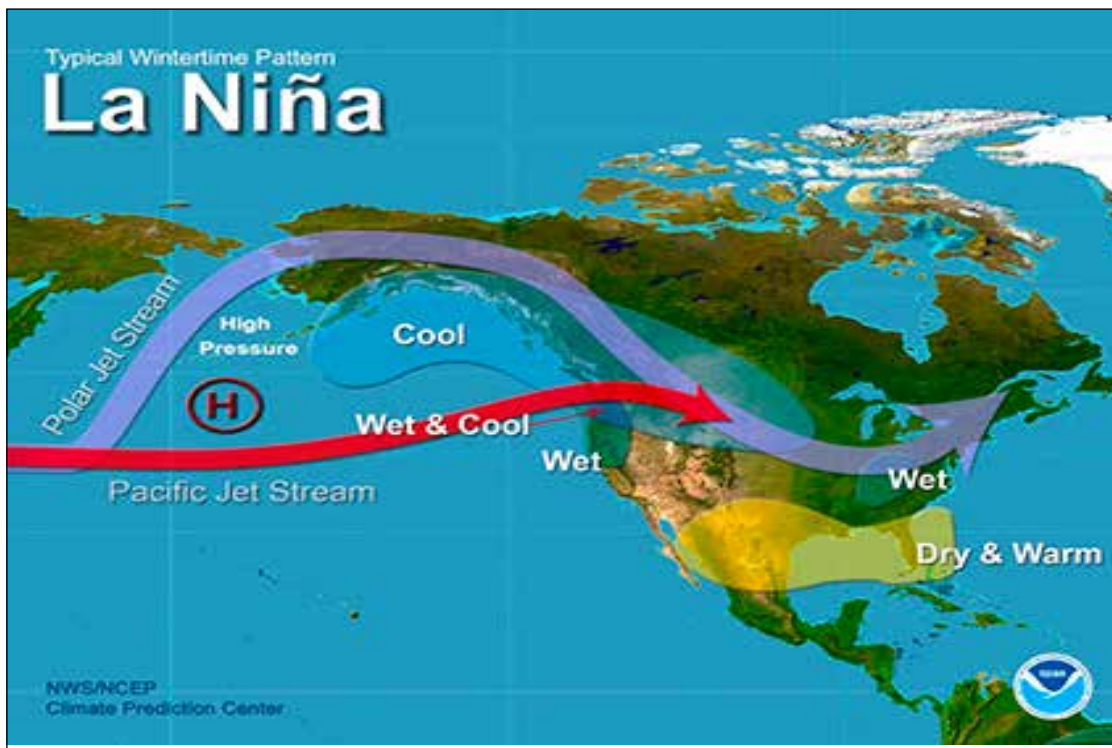 Typical Wintertime Pattern
La Niña
Polar Jet Stream
High
Pressure
H
Cool
Wet & Cool
Wet
Pacific Jet Stream
Wet
Dry & Warm
NWS/NCEP
Climate Prediction Center